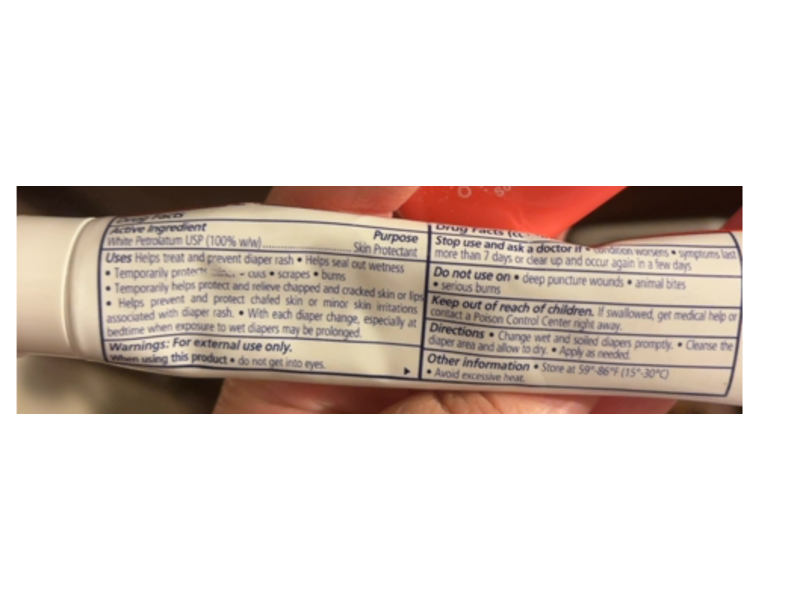 Drug Facts
Active Ingredient
Purpose
White Petrolatum USP (100% w/w)
Skin Protectant
Uses Helps treat and prevent diaper rash • Helps seal out wetness
• Temporarily protects cuts • scrapes • burns
• Temporarily helps protect and relieve chapped and cracked skin or lips
• Helps prevent and protect chafed skin or minor skin irritations
associated with diaper rash. • With each diaper change, especially at
bedtime when exposure to wet diapers may be prolonged.
Warnings: For external use only.
When using this product • do not get into eyes.
Drug Facts
Stop use and ask a doctor if • condition worsens • symptoms last
more than 7 days or clear up and occur again in a few days
Do not use on • deep puncture wounds • animal bites
• serious burns
Keep out of reach of children. If swallowed, get medical help or
contact a Poison Control Center right away.
Directions • Change wet and soiled diapers promptly. • Cleanse the
diaper area and allow to dry. • Apply as needed.
Other information • Store at 59°-86°F (15°-30°C)
• Avoid excessive heat.